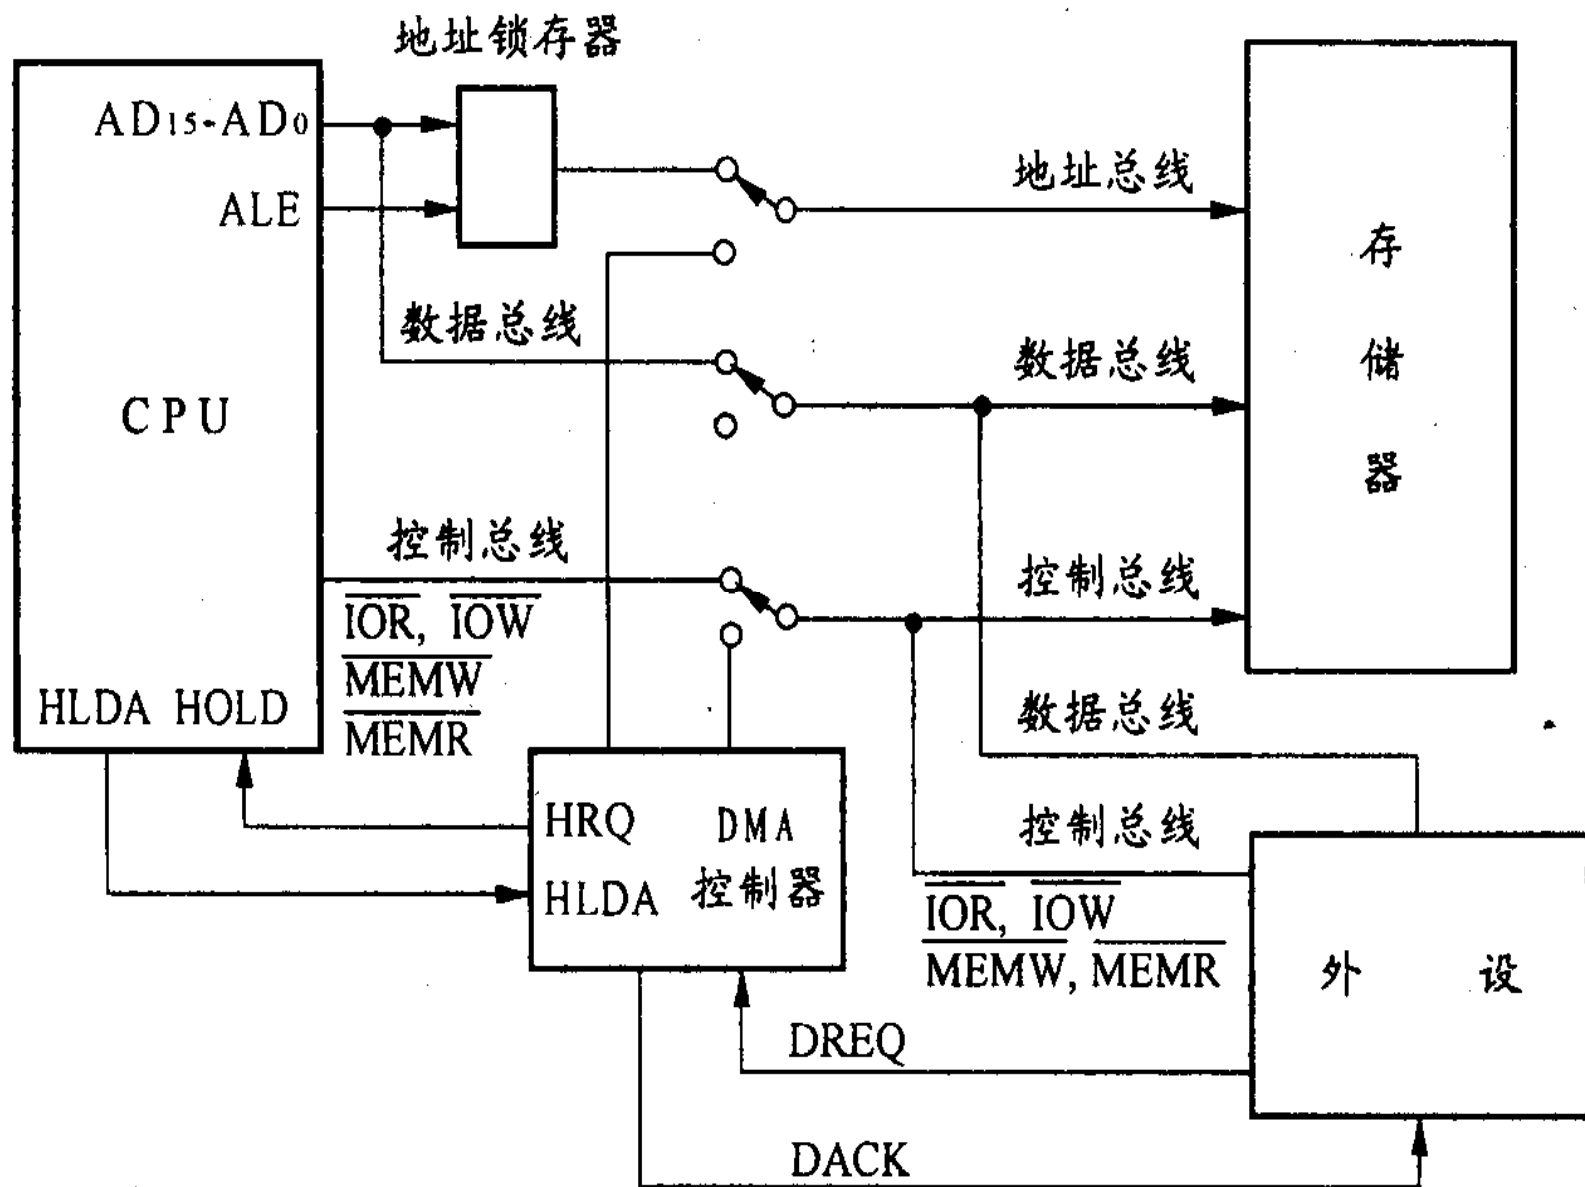 地址锁存器
AD15-AD0
ALE
地址总线
数据总线
数据总线
CPU
存储器
控制总线
控制总线
IOR, IOW
MEMW
MEMR
HLDA HOLD
数据总线
HRQ
DMA
控制器
HLDA
控制总线
IOR, IOW
MEMW, MEMR
外设
DREQ
DACK